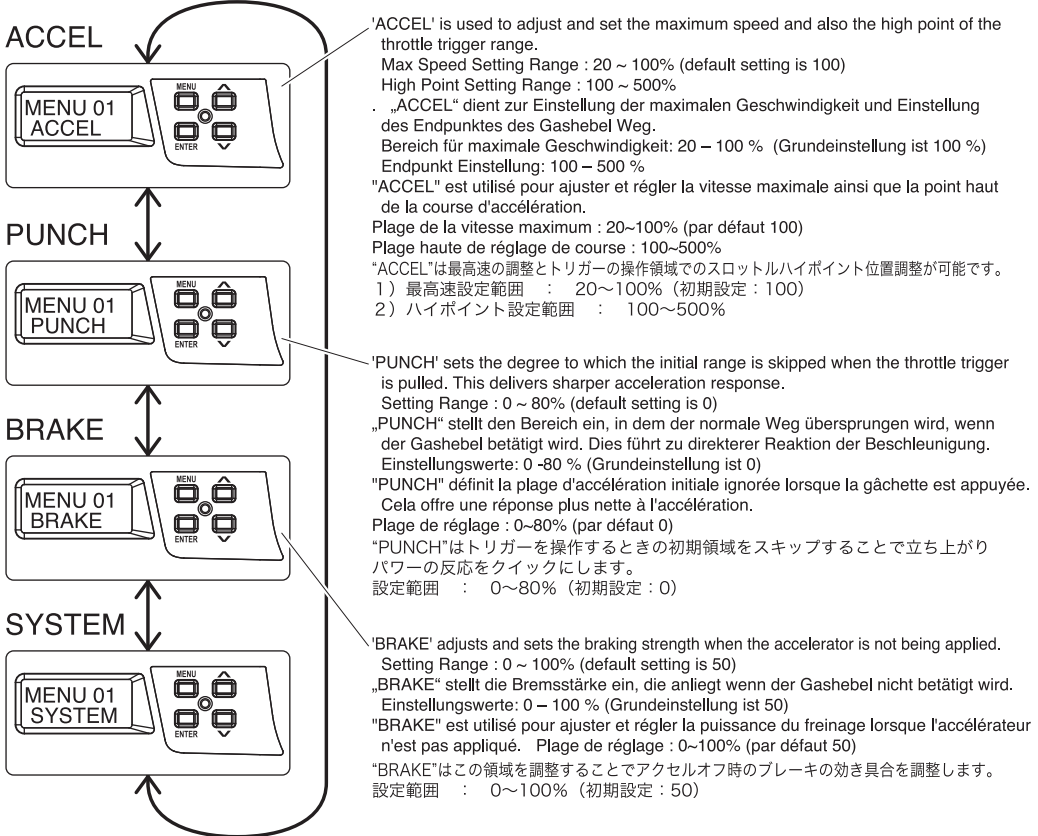 ACCEL
MENU 01
ACCEL
MENU
ENTER
'ACCEL' is used to adjust and set the maximum speed and also the high point of the
throttle trigger range.
Max Speed Setting Range : 20 ~ 100% (default setting is 100)
High Point Setting Range : 100 ~ 500%
. „ACCEL“ dient zur Einstellung der maximalen Geschwindigkeit und Einstellung
des Endpunktes des Gashebel Weg.
Bereich für maximale Geschwindigkeit: 20 – 100 % (Grundeinstellung ist 100 %)
Endpunkt Einstellung: 100 – 500 %
"ACCEL" est utilisé pour ajuster et régler la vitesse maximale ainsi que la point haut
de la course d'accélération.
Plage de la vitesse maximum : 20~100% (par défaut 100)
Plage haute de réglage de course : 100~500%
“ACCEL”は最高速の調整とトリガーの操作領域でのスロットルハイポイント位置調整が可能です。
１）最高速設定範囲　：　20～100%（初期設定：100）
２）ハイポイント設定範囲　：　100～500%
PUNCH
MENU 01
PUNCH
MENU
ENTER
'PUNCH' sets the degree to which the initial range is skipped when the throttle trigger
is pulled. This delivers sharper acceleration response.
Setting Range : 0 ~ 80% (default setting is 0)
„PUNCH“ stellt den Bereich ein, in dem der normale Weg übersprungen wird, wenn
der Gashebel betätigt wird. Dies führt zu direkterer Reaktion der Beschleunigung.
Einstellungswerte: 0 -80 % (Grundeinstellung ist 0)
"PUNCH" définit la plage d'accélération initiale ignorée lorsque la gâchette est appuyée.
Cela offre une réponse plus nette à l'accélération.
Plage de réglage : 0~80% (par défaut 0)
“PUNCH”はトリガーを操作するときの初期領域をスキップすることで立ち上がり
パワーの反応をクイックにします。
設定範囲　：　0～80%（初期設定：0）
BRAKE
MENU 01
BRAKE
MENU
ENTER
'BRAKE' adjusts and sets the braking strength when the accelerator is not being applied.
Setting Range : 0 ~ 100% (default setting is 50)
„BRAKE“ stellt die Bremsstärke ein, die anliegt wenn der Gashebel nicht betätigt wird.
Einstellungswerte: 0 – 100 % (Grundeinstellung ist 50)
"BRAKE" est utilisé pour ajuster et régler la puissance du freinage lorsque l'accélérateur
n'est pas appliqué. Plage de réglage : 0~100% (par défaut 50)
“BRAKE”はこの領域を調整することでアクセルオフ時のブレーキの効き具合を調整します。
設定範囲　：　0～100%（初期設定：50）
SYSTEM
MENU 01
SYSTEM
MENU
ENTER